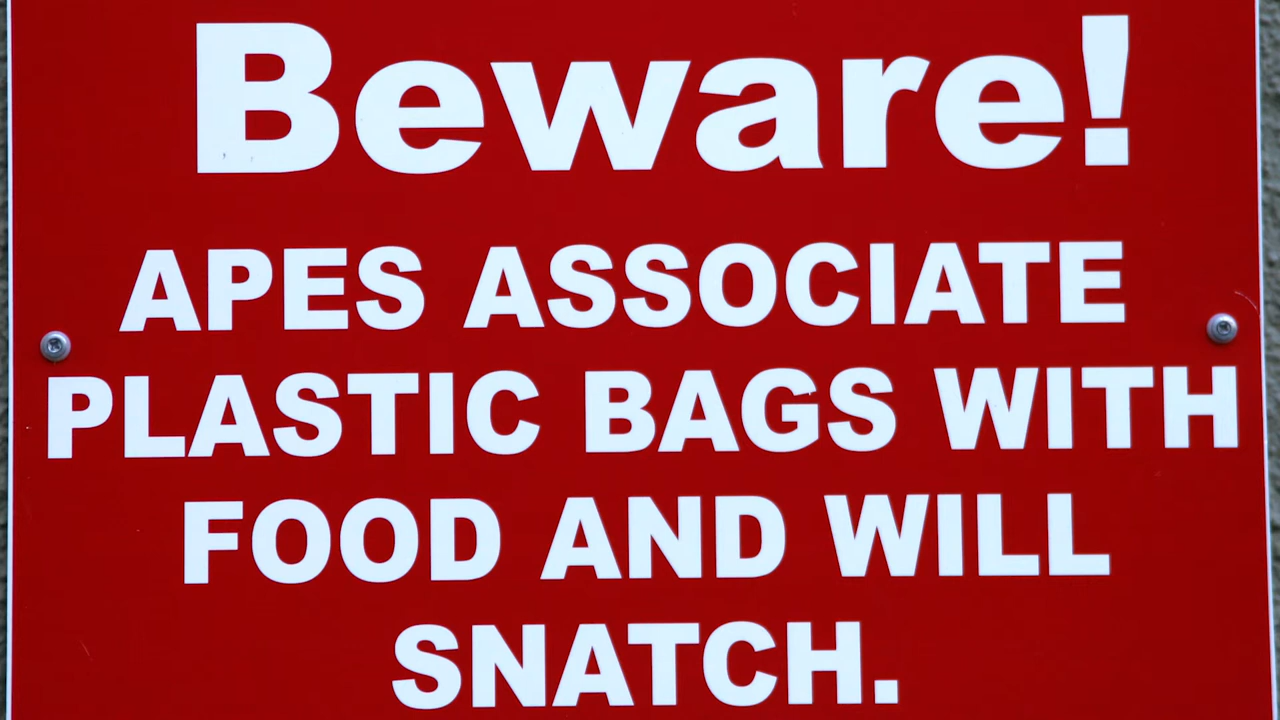 Beware!
APES ASSOCIATE
PLASTIC BAGS WITH
FOOD AND WILL
SNATCH.